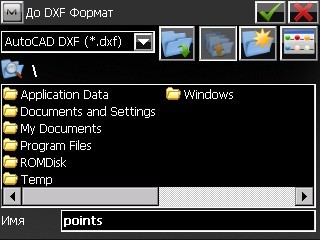 До DXF Формат
AutoCAD DXF (*.dxf)
\
Application Data
Documents and Settings
My Documents
Program Files
ROMDisk
Temp
Windows
Имя points